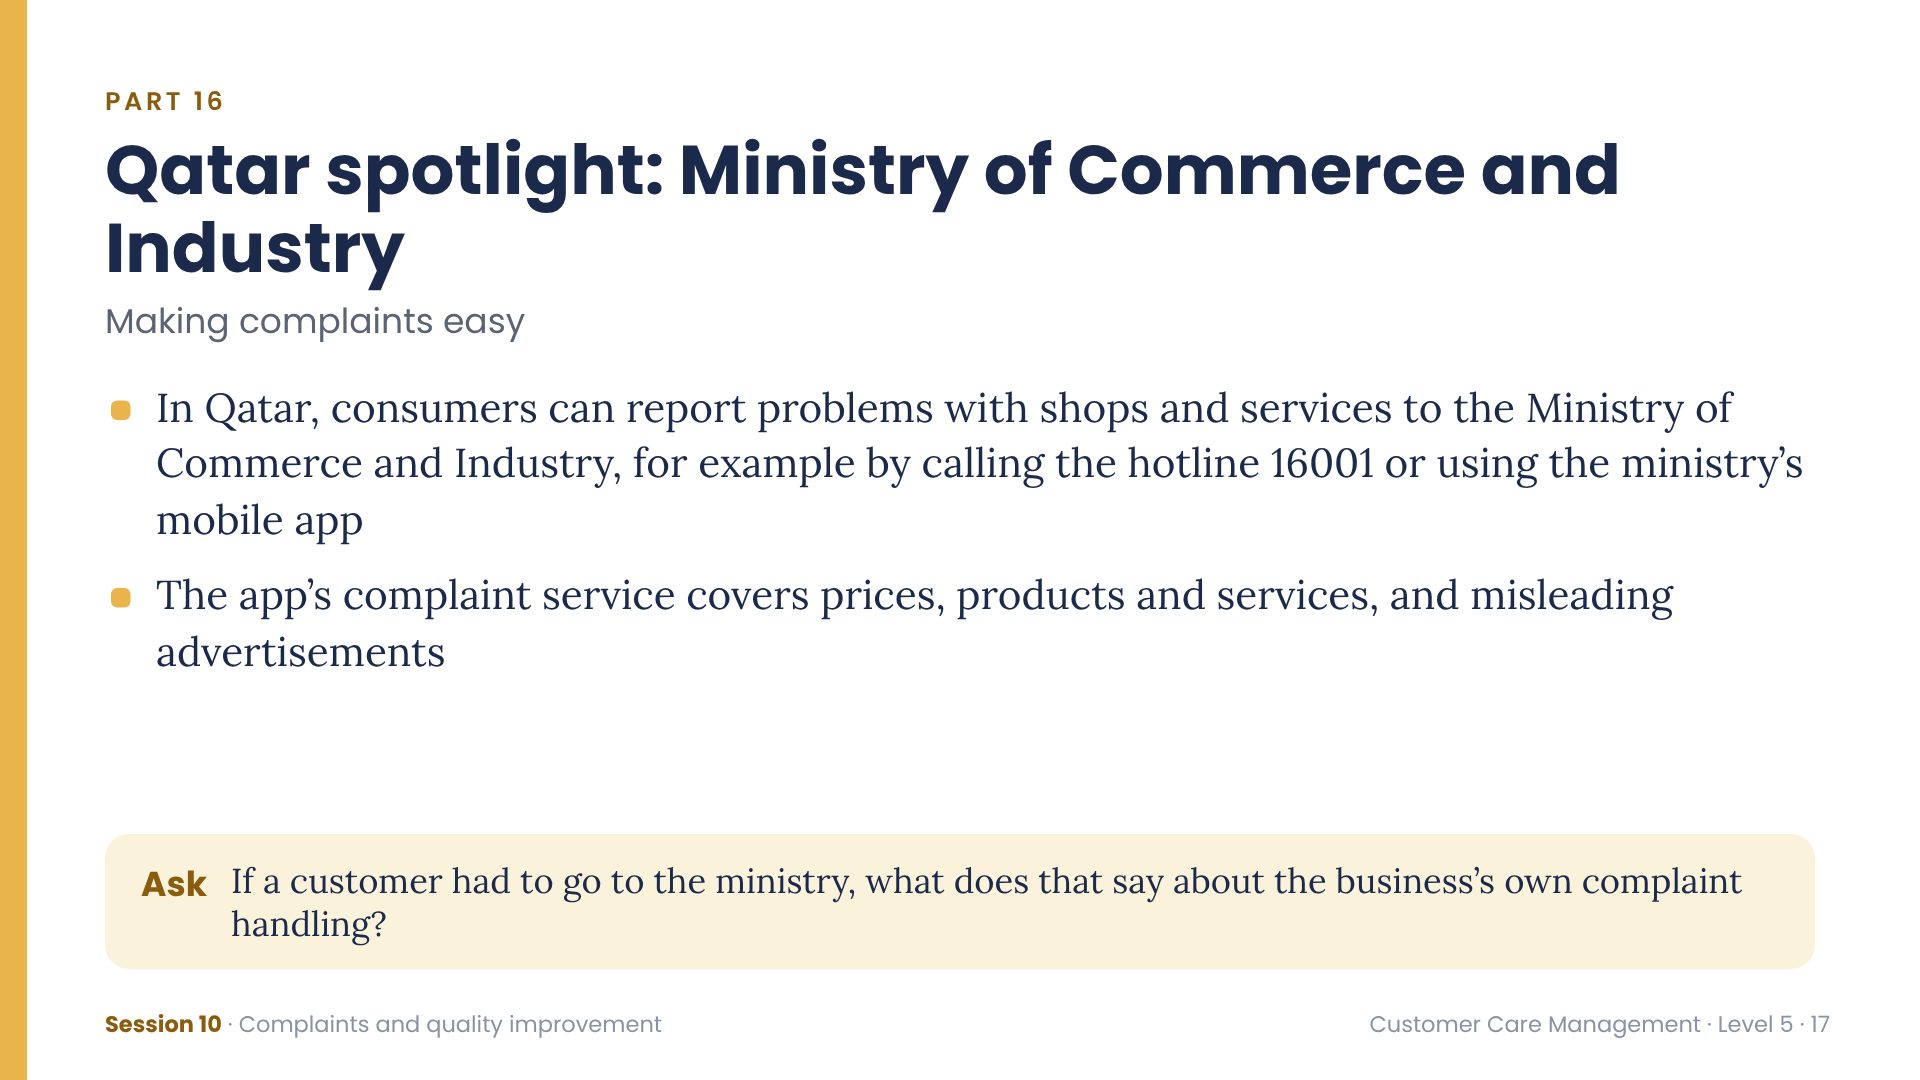 PART 16
Qatar spotlight: Ministry of Commerce and
Industry
Making complaints easy
In Qatar, consumers can report problems with shops and services to the Ministry of
Commerce and Industry, for example by calling the hotline 16001 or using the ministry’s
mobile app
The app’s complaint service covers prices, products and services, and misleading
advertisements
Ask If a customer had to go to the ministry, what does that say about the business’s own complaint
handling?
Session 10 · Complaints and quality improvement
Customer Care Management · Level 5 · 17